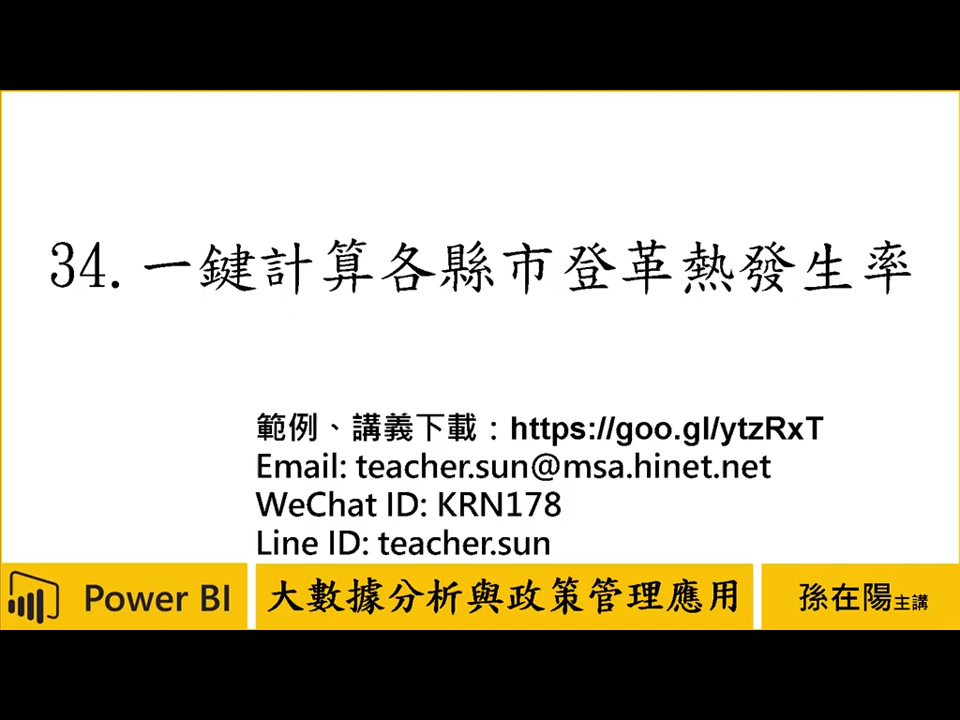 34.一鍵計算各縣市登革熱發生率
範例、講義下載：https://goo.gl/ytzRxT
Email: teacher.sun@msa.hinet.net
WeChat ID: KRN178
Line ID: teacher.sun
Power BI 大數據分析與政策管理應用 孫在陽主講